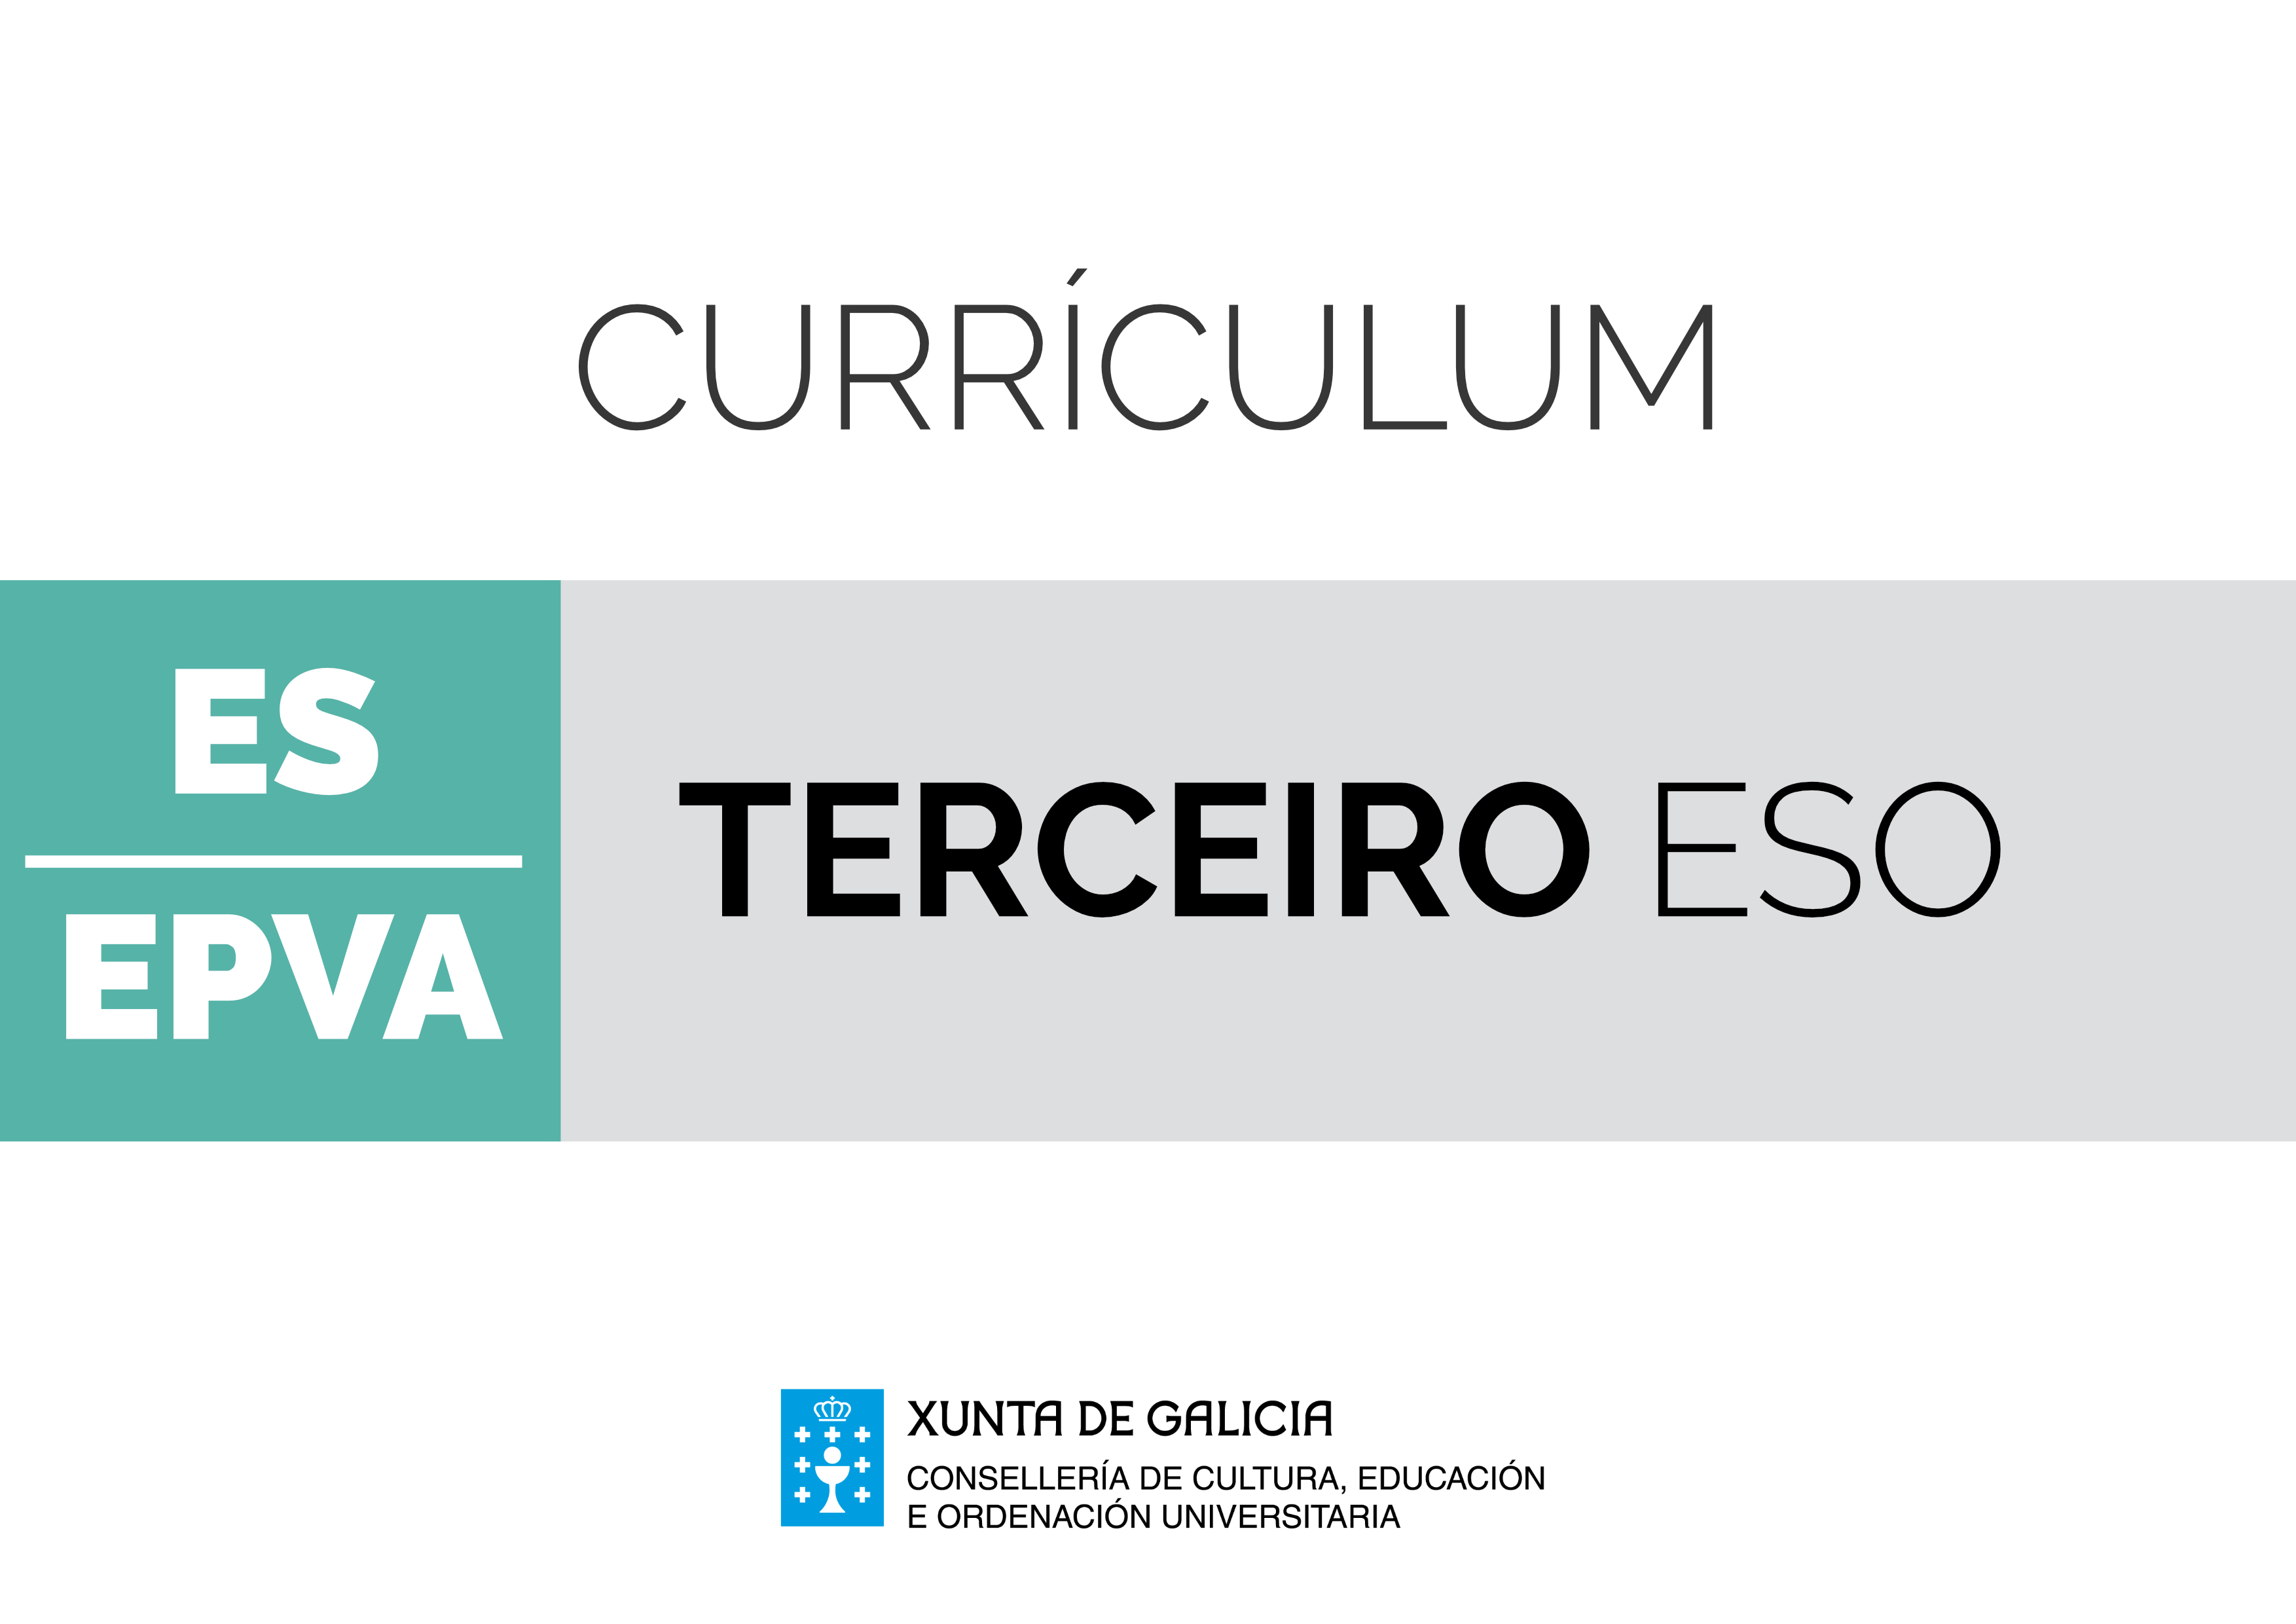 CURRÍCULUM
ES
EPVA
TERCEIRO ESO
XUNTA DE GALICIA
CONSELLERÍA DE CULTURA, EDUCACIÓN
E ORDENACIÓN UNIVERSITARIA